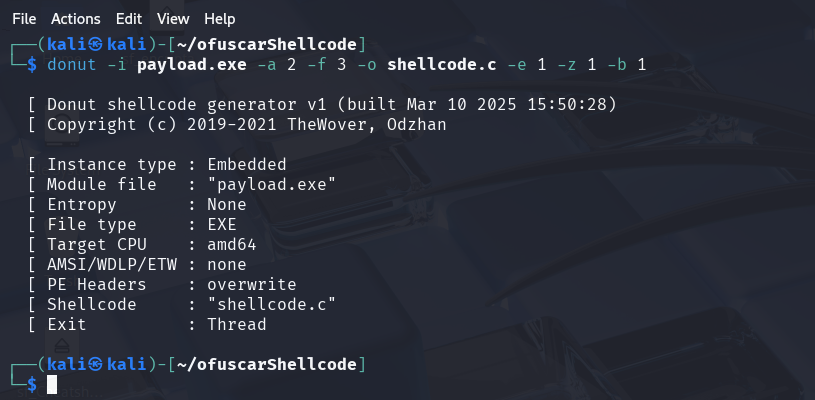 File Actions Edit View Help
┌──(kali㉿kali)-[~/ofuscarShellcode]
└─$ donut -i payload.exe -a 2 -f 3 -o shellcode.c -e 1 -z 1 -b 1
[ Donut shellcode generator v1 (built Mar 10 2025 15:50:28)
[ Copyright (c) 2019-2021 TheWover, Odzhan
[ Instance type : Embedded
[ Module file   : "payload.exe"
[ Entropy       : None
[ File type     : EXE
[ Target CPU    : amd64
[ AMSI/WDLP/ETW : none
[ PE Headers    : overwrite
[ Shellcode     : "shellcode.c"
[ Exit          : Thread
┌──(kali㉿kali)-[~/ofuscarShellcode]
└─$